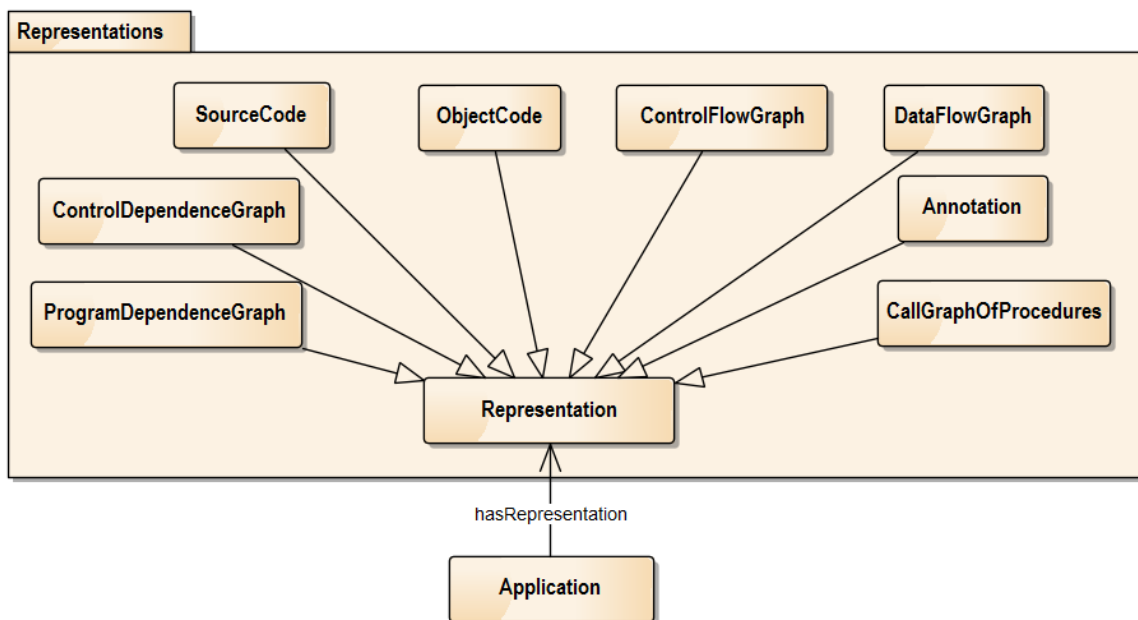 Representations
SourceCode
ObjectCode
ControlFlowGraph
DataFlowGraph
ControlDependenceGraph
Annotation
ProgramDependenceGraph
CallGraphOfProcedures
Representation
hasRepresentation
Application